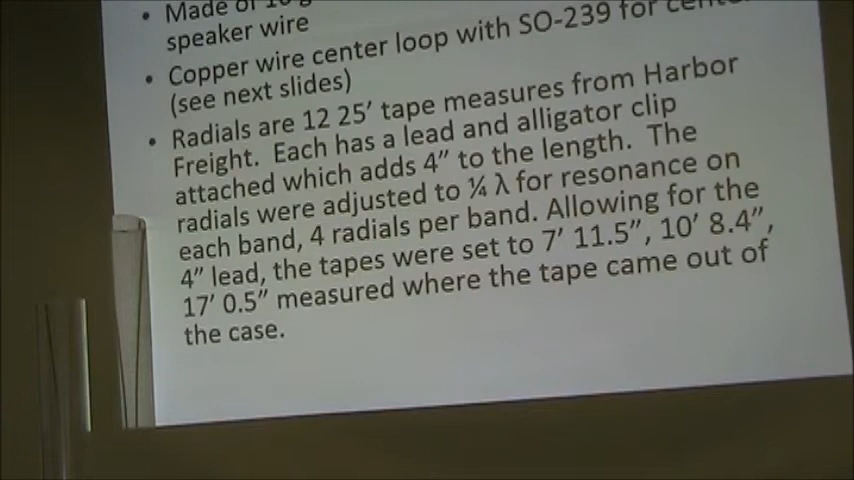 • Made of
speaker wire
• Copper wire center loop with SO-239 for
(see next slides)
• Radials are 12 25′ tape measures from Harbor
Freight. Each has a lead and alligator clip
attached which adds 4″ to the length. The
radials were adjusted to ¼ λ for resonance on
each band, 4 radials per band. Allowing for the
4″ lead, the tapes were set to 7′ 11.5″, 10′ 8.4″,
17′ 0.5″ measured where the tape came out of
the case.